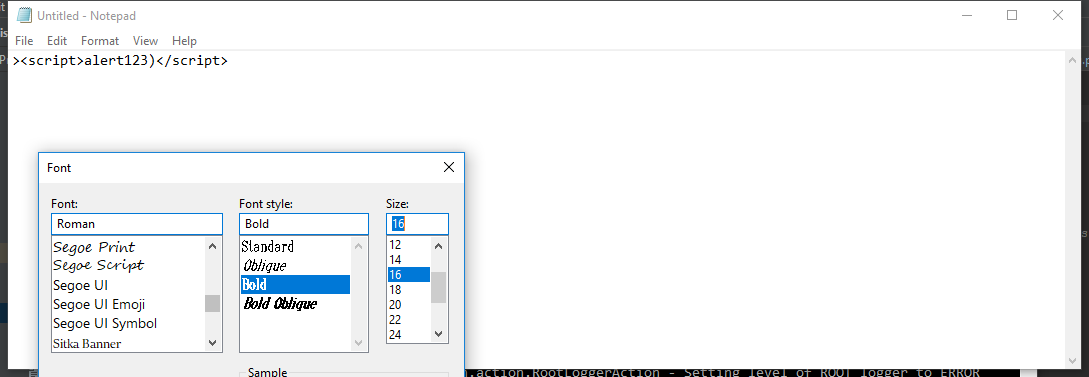 Untitled - Notepad
File Edit Format View Help
><script>alert123)</script>
Font
Font: Font style: Size:
Roman Bold 16
Segoe Print Standard 12
Segoe Script Oblique 14
Segoe UI Bold 16
Segoe UI Emoji Bold Oblique 18
Segoe UI Symbol 20
Sitka Banner 22
24
Sample
.action.RootLoggerAction - Setting level of ROOT logger to ERROR